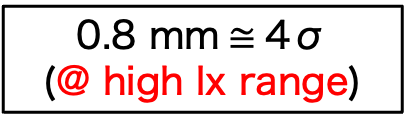 0.8 mm ≅ 4σ
(@ high lx range)